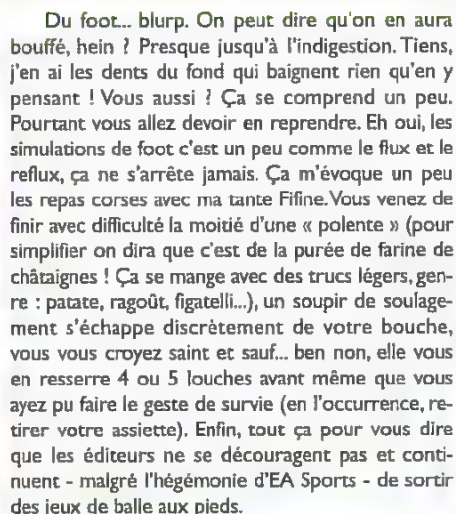 Du foot... blurp. On peut dire qu'on en aura
bouffé, hein ? Presque jusqu'à l'indigestion. Tiens,
j'en ai les dents du fond qui baignent rien qu'en y
pensant ! Vous aussi ? Ça se comprend un peu.
Pourtant vous allez devoir en reprendre. Eh oui, les
simulations de foot c'est un peu comme le flux et le
reflux, ça ne s'arrête jamais. Ça m'évoque un peu
les repas corses avec ma tante Fifine. Vous venez de
finir avec difficulté la moitié d'une « polente » (pour
simplifier on dira que c'est de la purée de farine de
châtaignes ! Ça se mange avec des trucs légers, gen-
re : patate, ragoût, figatelli...), un soupir de soulage-
ment s'échappe discrètement de votre bouche,
vous vous croyez saint et sauf... ben non, elle vous
en resserre 4 ou 5 louches avant même que vous
ayez pu faire le geste de survie (en l'occurrence, re-
tirer votre assiette). Enfin, tout ça pour vous dire
que les éditeurs ne se découragent pas et conti-
nuent - malgré l'hégémonie d'EA Sports - de sortir
des jeux de balle aux pieds.